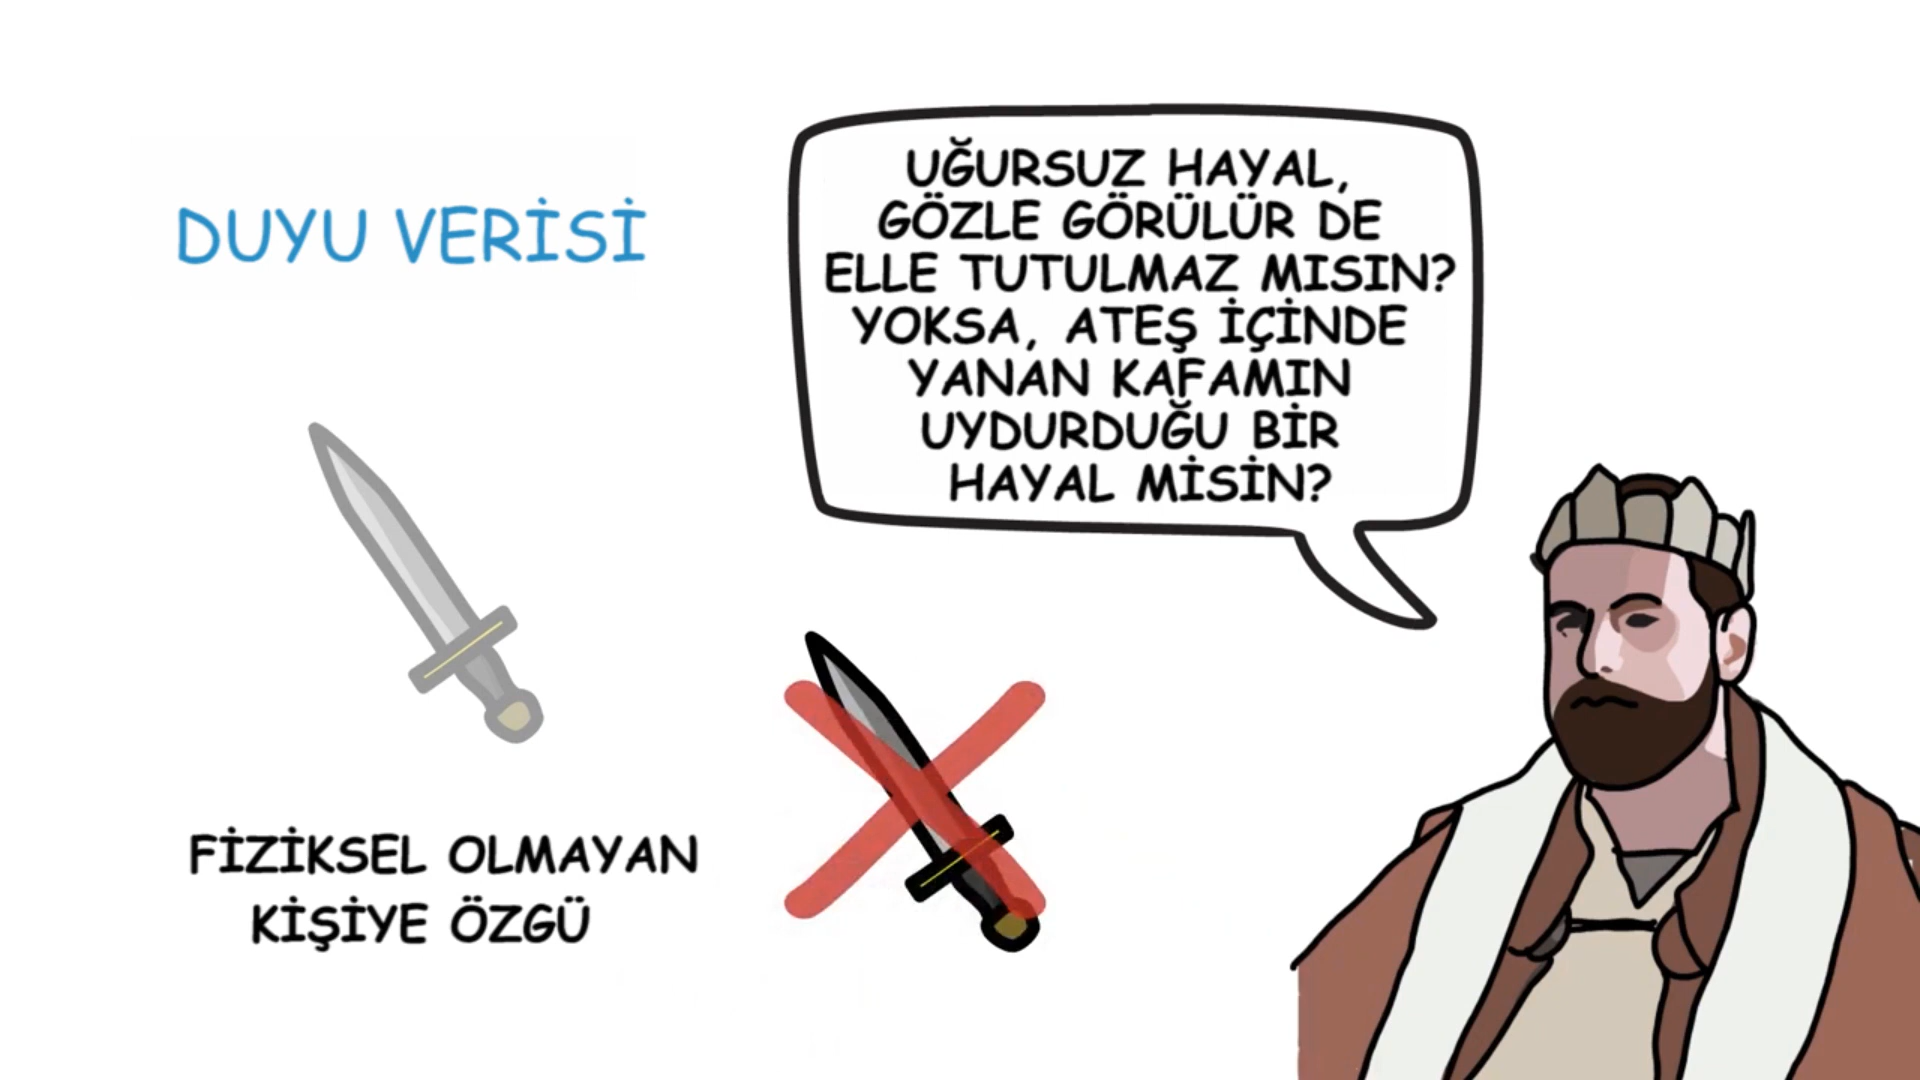 DUYU VERİSİ
UĞURSUZ HAYAL,
GÖZLE GÖRÜLÜR DE
ELLE TUTULMAZ MISIN?
YOKSA, ATEŞ İÇİNDE
YANAN KAFAMIN
UYDURDUĞU BİR
HAYAL MİSİN?
FİZİKSEL OLMAYAN
KİŞİYE ÖZGÜ